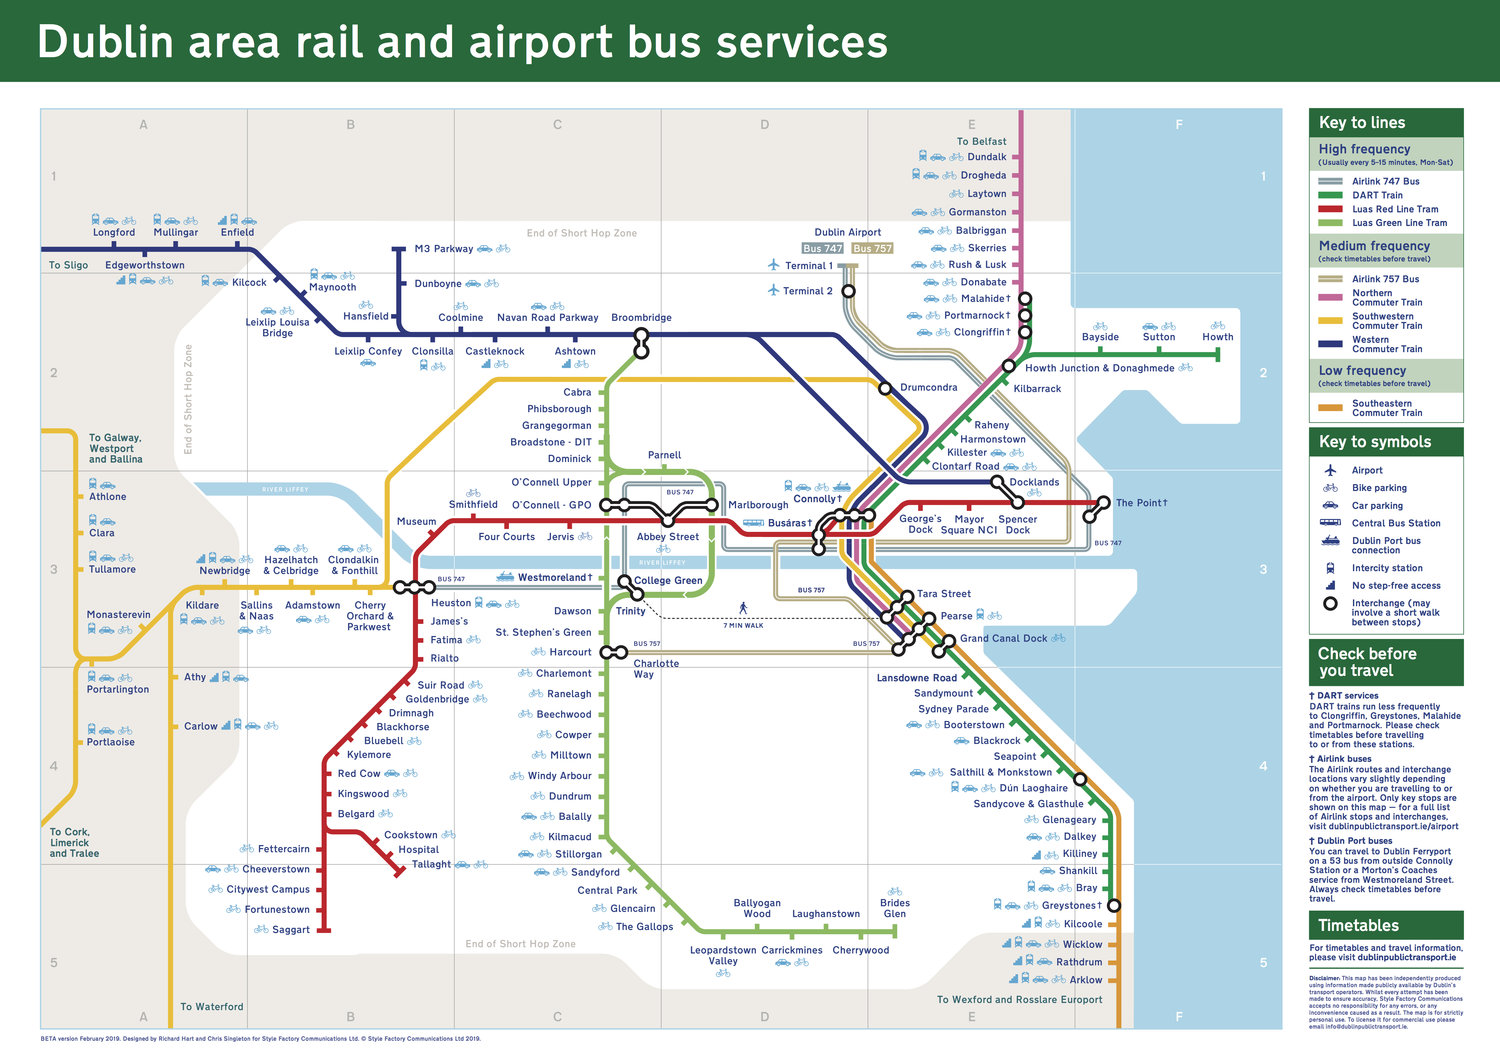 Dublin area rail and airport bus services
A
B
C
D
E
F
1
1
2
2
3
3
4
4
5
5
A
B
C
D
E
F
To Belfast
Dundalk
Drogheda
Laytown
Gormanston
Balbriggan
Skerries
Rush & Lusk
Donabate
Malahide†
Portmarnock†
Clongriffin†
Longford
Mullingar
Enfield
To Sligo
Edgeworthstown
Kilcock
Maynooth
Leixlip Louisa
Bridge
M3 Parkway
Dunboyne
Hansfield
Coolmine
Navan Road Parkway
Broombridge
Leixlip Confey
Clonsilla
Castleknock
Ashtown
End of Short Hop Zone
End of Short Hop Zone
End of Short Hop Zone
Dublin Airport
Bus 747
Bus 757
Terminal 1
Terminal 2
Bayside
Sutton
Howth
Howth Junction & Donaghmede
Kilbarrack
Raheny
Harmonstown
Killester
Clontarf Road
Drumcondra
Docklands
The Point†
Connolly†
Busáras†
George's
Dock
Mayor
Square NCI
Spencer
Dock
BUS 747
Cabra
Phibsborough
Grangegorman
Broadstone - DIT
Dominick
Parnell
O'Connell Upper
O'Connell - GPO
BUS 747
Marlborough
Abbey Street
Smithfield
Museum
Four Courts
Jervis
RIVER LIFFEY
RIVER LIFFEY
Westmoreland†
College Green
Trinity
Dawson
St. Stephen's Green
Harcourt
Charlotte
Way
BUS 757
BUS 757
BUS 757
7 MIN WALK
Tara Street
Pearse
Grand Canal Dock
To Galway,
Westport
and Ballina
Athlone
Clara
Tullamore
Monasterevin
Portarlington
Portlaoise
To Cork,
Limerick
and Tralee
Newbridge
Hazelhatch
& Celbridge
Clondalkin
& Fonthill
Kildare
Sallins
& Naas
Adamstown
Cherry
Orchard &
Parkwest
BUS 747
Heuston
James's
Fatima
Rialto
Suir Road
Goldenbridge
Drimnagh
Blackhorse
Bluebell
Kylemore
Red Cow
Kingswood
Belgard
Cookstown
Hospital
Tallaght
Fettercairn
Cheeverstown
Citywest Campus
Fortunestown
Saggart
Athy
Carlow
To Waterford
Charlemont
Ranelagh
Beechwood
Cowper
Milltown
Windy Arbour
Dundrum
Balally
Kilmacud
Stillorgan
Sandyford
Central Park
Glencairn
The Gallops
Leopardstown
Valley
Ballyogan
Wood
Carrickmines
Laughanstown
Cherrywood
Brides
Glen
Lansdowne Road
Sandymount
Sydney Parade
Booterstown
Blackrock
Seapoint
Salthill & Monkstown
Dún Laoghaire
Sandycove & Glasthule
Glenageary
Dalkey
Killiney
Shankill
Bray
Greystones†
Kilcoole
Wicklow
Rathdrum
Arklow
To Wexford and Rosslare Europort
Key to lines
High frequency
(Usually every 5-15 minutes, Mon-Sat)
Airlink 747 Bus
DART Train
Luas Red Line Tram
Luas Green Line Tram
Medium frequency
(check timetables before travel)
Airlink 757 Bus
Northern
Commuter Train
Southwestern
Commuter Train
Western
Commuter Train
Low frequency
(check timetables before travel)
Southeastern
Commuter Train
Key to symbols
Airport
Bike parking
Car parking
Central Bus Station
Dublin Port bus
connection
Intercity station
No step-free access
Interchange (may
involve a short walk
between stops)
Check before
you travel
† DART services
DART trains run less frequently
to Clongriffin, Greystones, Malahide
and Portmarnock. Please check
timetables before travelling
to or from these stations.
† Airlink buses
The Airlink routes and interchange
locations vary slightly depending
on whether you are travelling to or
from the airport. Only key stops are
shown on this map — for a full list
of Airlink stops and interchanges,
visit dublinpublictransport.ie/airport
† Dublin Port buses
You can travel to Dublin Ferryport
on a 53 bus from outside Connolly
Station or a Morton's Coaches
service from Westmoreland Street.
Always check timetables before
travel.
Timetables
For timetables and travel information,
please visit dublinpublictransport.ie
Disclaimer: This map has been independently produced
using information made publicly available by Dublin's
transport operators. Whilst every attempt has been
made to ensure accuracy, Style Factory Communications
accepts no responsibility for any errors, or any
inconvenience caused as a result. The map is for strictly
personal use. To license it for commercial use please
email info@dublinpublictransport.ie.
BETA version February 2019. Designed by Richard Hart and Chris Singleton for Style Factory Communications Ltd. © Style Factory Communications Ltd 2019.